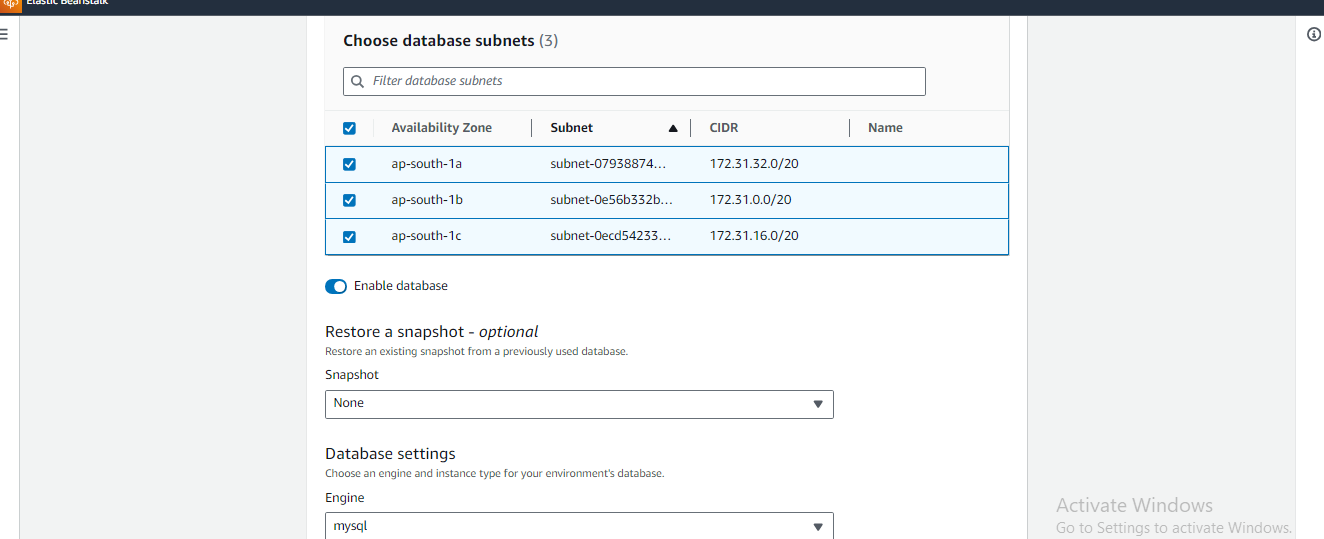 Elastic Beanstalk
Choose database subnets (3)
Filter database subnets
Availability Zone Subnet CIDR Name
ap-south-1a subnet-07938874... 172.31.32.0/20
ap-south-1b subnet-0e56b332b... 172.31.0.0/20
ap-south-1c subnet-0ecd54233... 172.31.16.0/20
Enable database
Restore a snapshot - optional
Restore an existing snapshot from a previously used database.
Snapshot
None
Database settings
Choose an engine and instance type for your environment's database.
Engine
mysql
Activate Windows
Go to Settings to activate Windows.